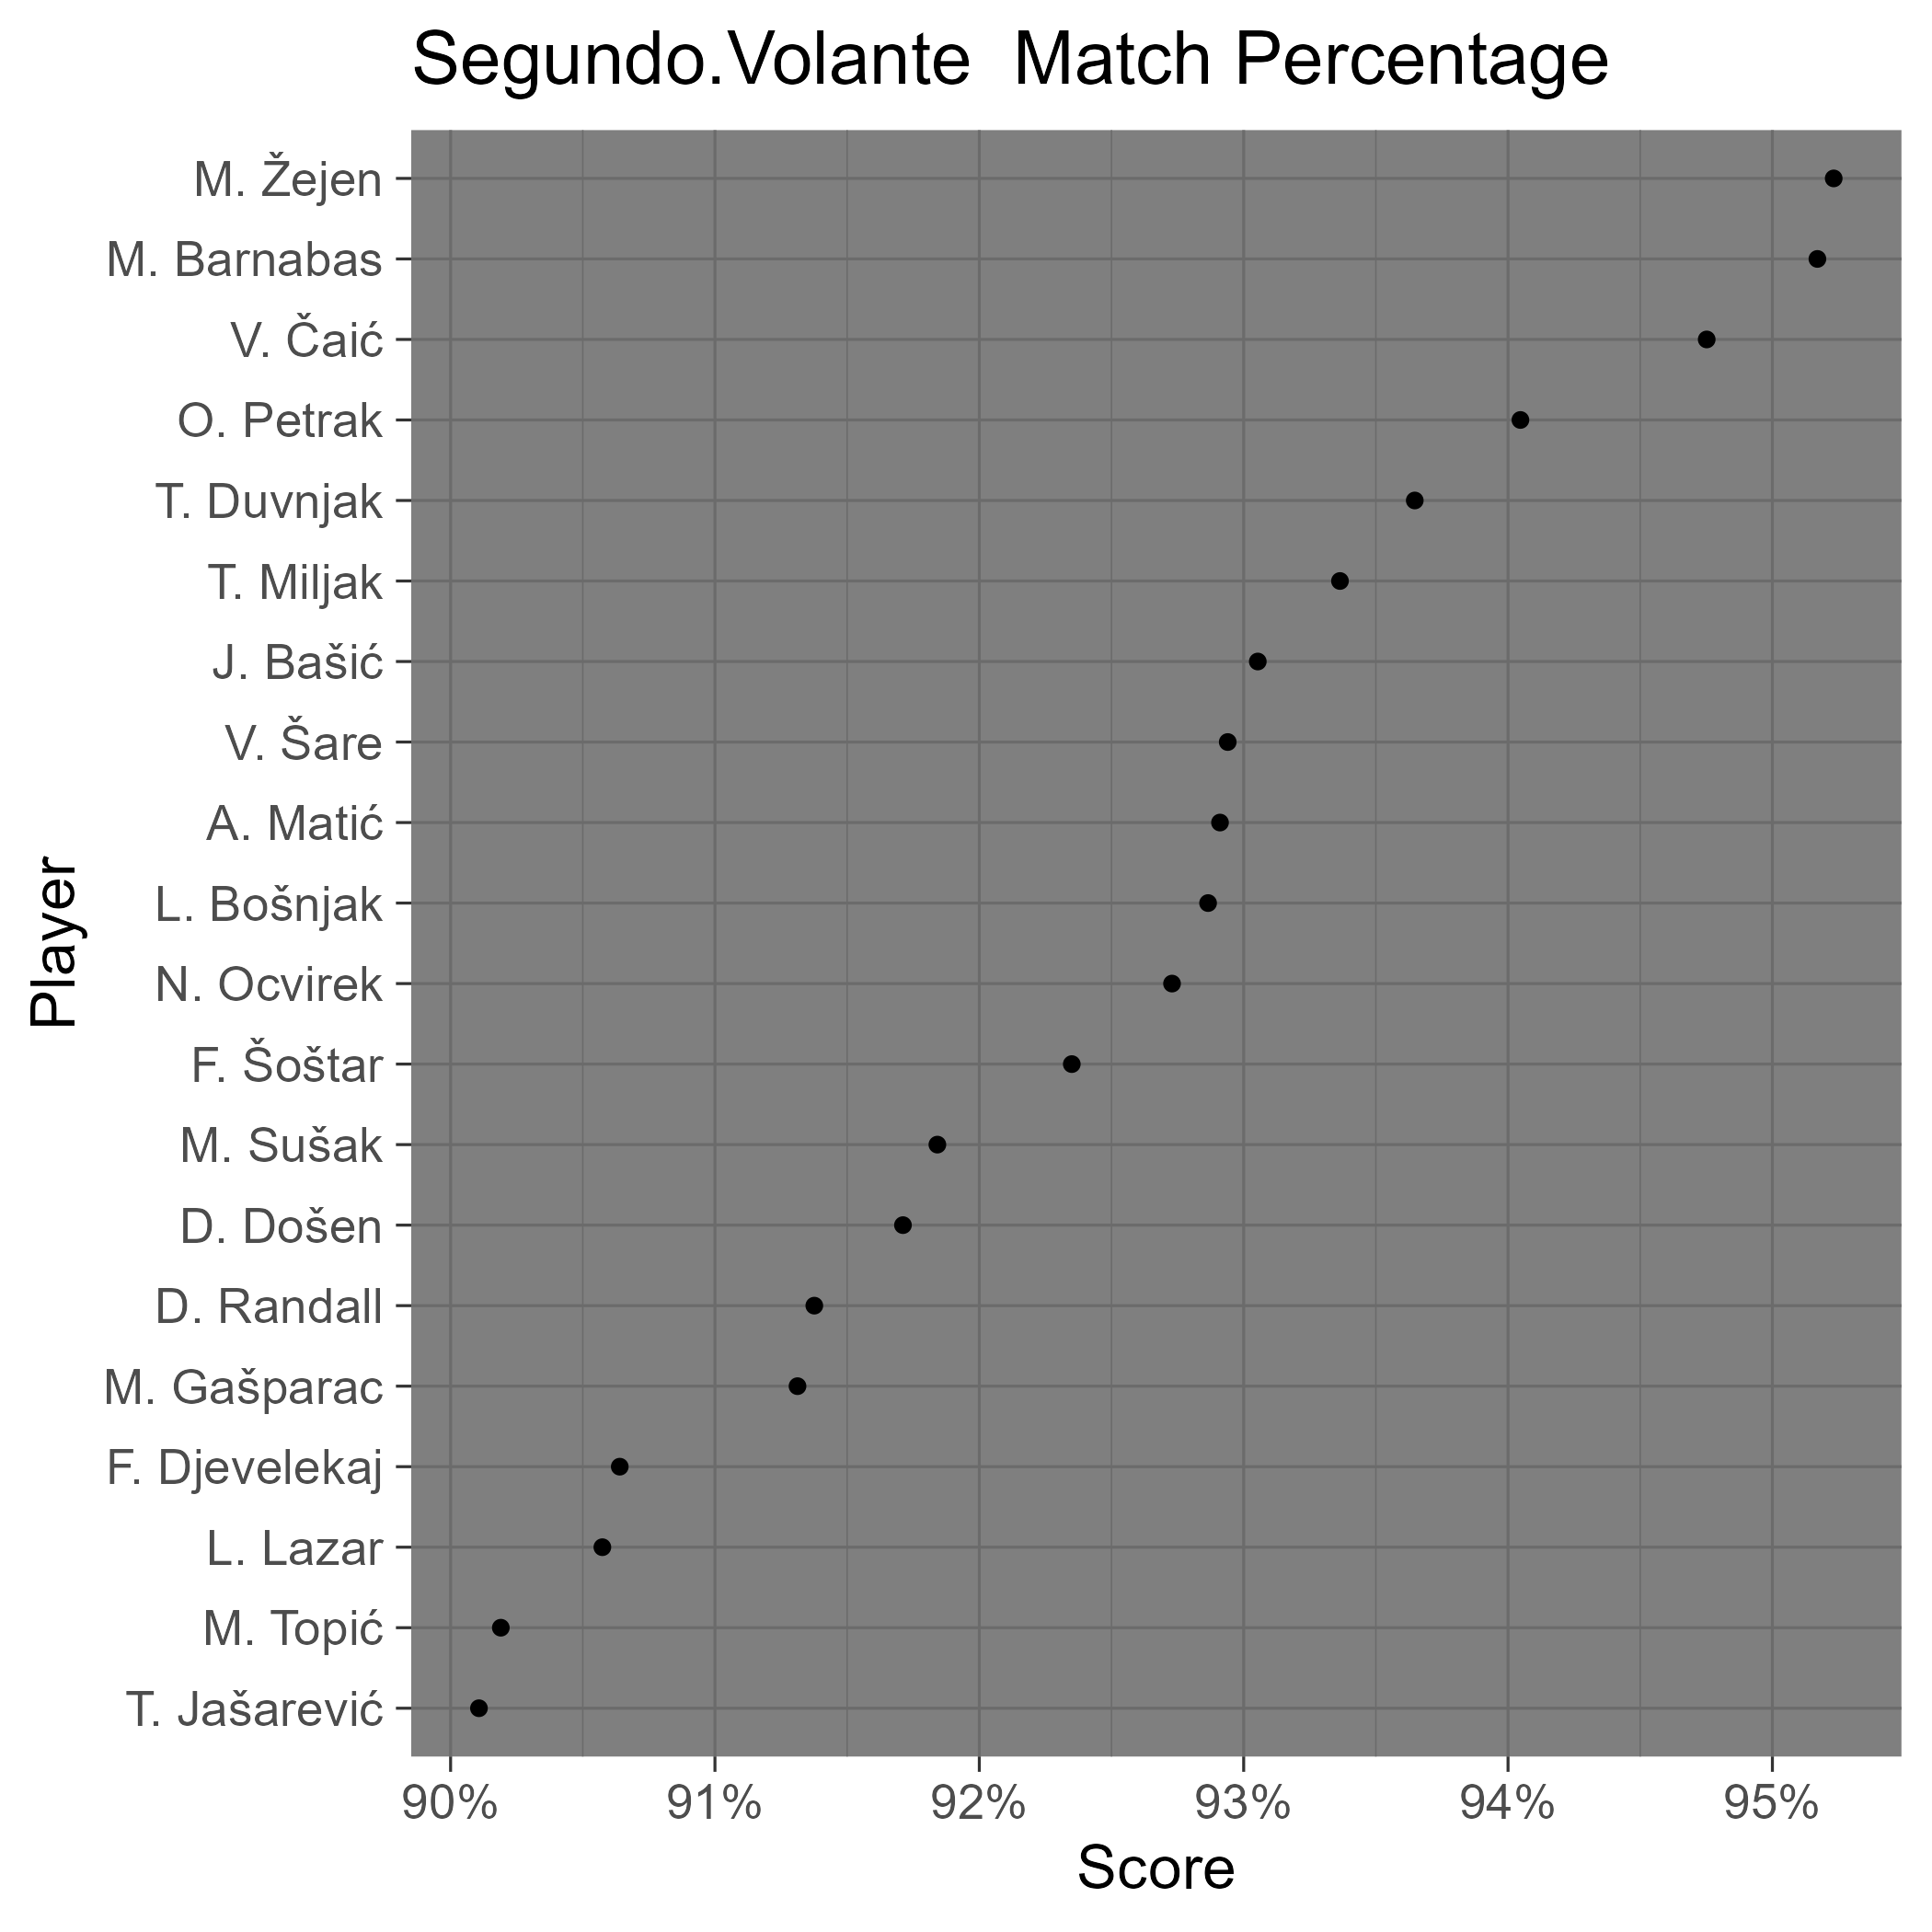 Segundo.Volante  Match Percentage
M. Žejen
M. Barnabas
V. Čaić
O. Petrak
T. Duvnjak
T. Miljak
J. Bašić
V. Šare
A. Matić
L. Bošnjak
N. Ocvirek
F. Šoštar
M. Sušak
D. Došen
D. Randall
M. Gašparac
F. Djevelekaj
L. Lazar
M. Topić
T. Jašarević
Player
90% 91% 92% 93% 94% 95%
Score